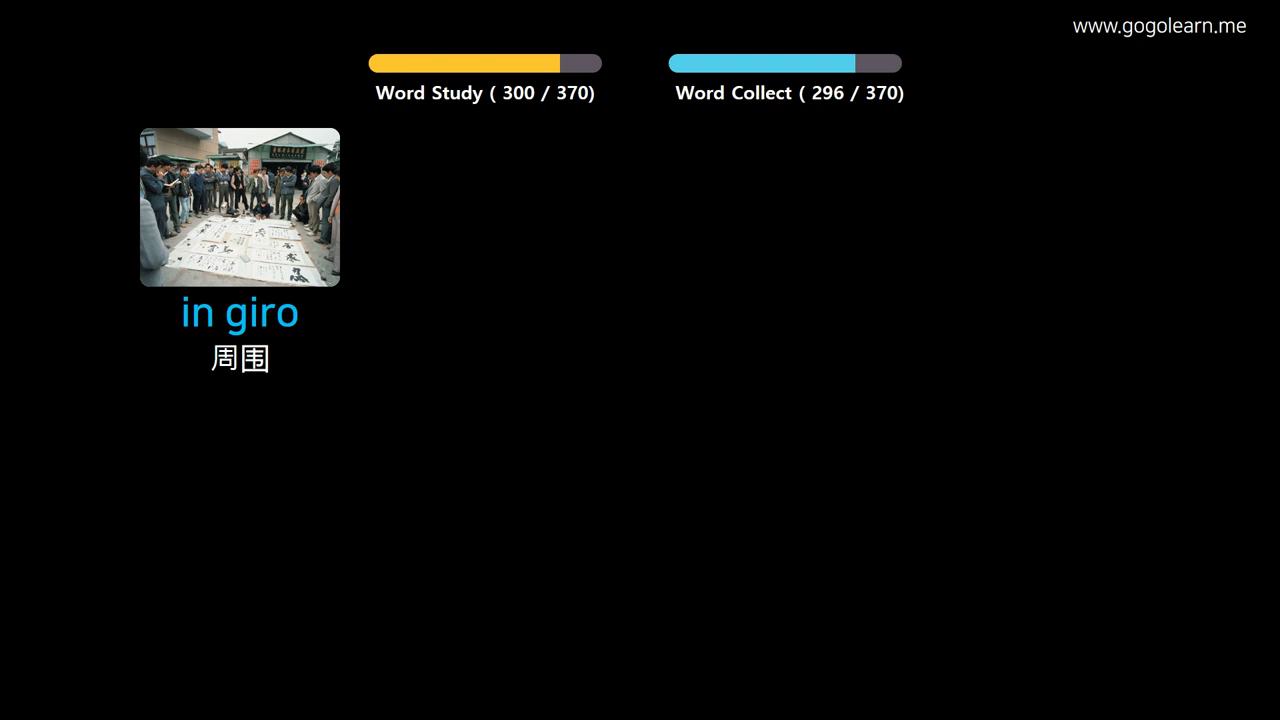 www.gogolearn.me
Word Study ( 300 / 370)
Word Collect ( 296 / 370)
in giro
周围